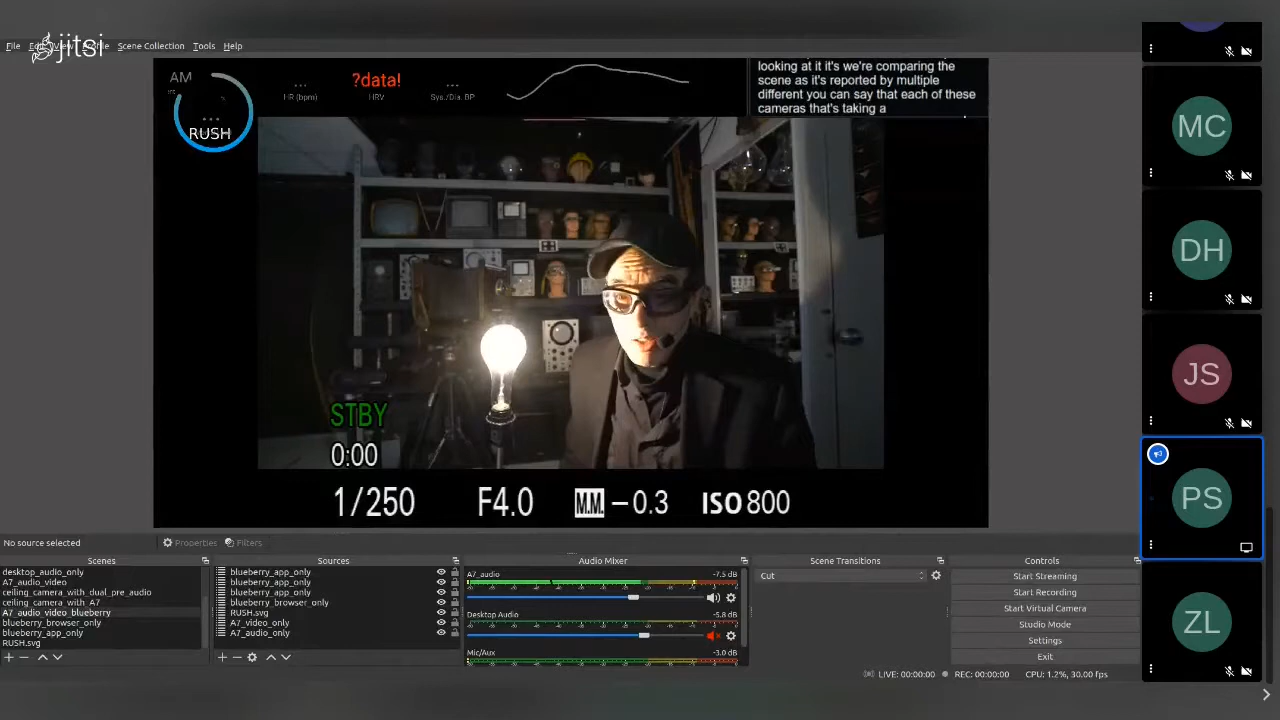 jitsi
File
Scene Collection
Tools
Help
AM
...
RUSH
...
HR (bpm)
?data!
HRV
...
Sys./Dia. BP
looking at it it's we're comparing the
scene as it's reported by multiple
different you can say that each of these
cameras that's taking a
STBY
0:00
1/250
F4.0
M.M. −0.3
ISO 800
MC
DH
JS
PS
ZL
No source selected
Properties
Filters
Scenes
desktop_audio_only
A7_audio_video
ceiling_camera_with_dual_pre_audio
ceiling_camera_with_A7
A7_audio_video_blueberry
blueberry_browser_only
blueberry_app_only
RUSH.svg
Sources
blueberry_app_only
blueberry_app_only
blueberry_app_only
blueberry_browser_only
RUSH.svg
A7_video_only
A7_audio_only
Audio Mixer
A7_audio
-7.5 dB
Desktop Audio
-5.8 dB
Mic/Aux
-3.0 dB
Scene Transitions
Cut
Controls
Start Streaming
Start Recording
Start Virtual Camera
Studio Mode
Settings
Exit
LIVE: 00:00:00
REC: 00:00:00
CPU: 1.2%, 30.00 fps